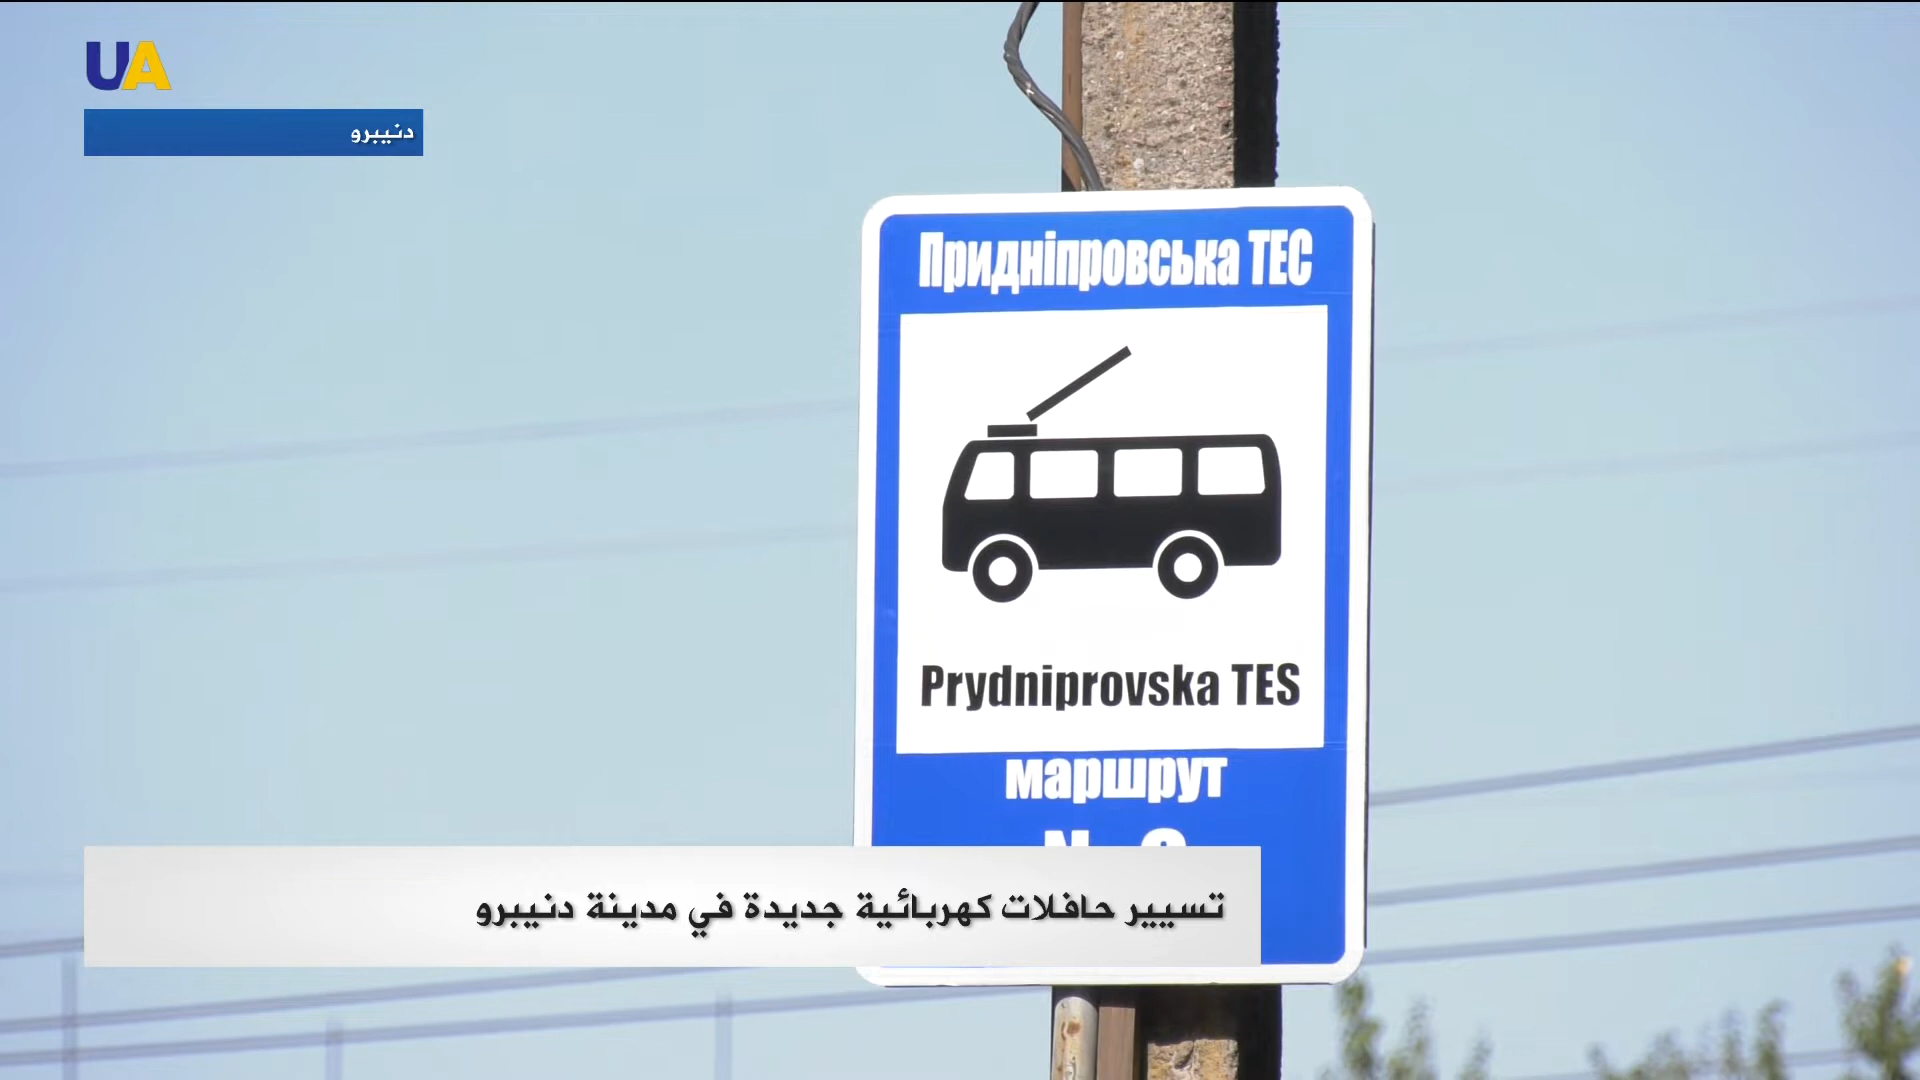 UA
دنيبرو
Придніпровська ТЕС
Prydniprovska TES
маршрут
تسيير حافلات كهربائية جديدة في مدينة دنيبرو